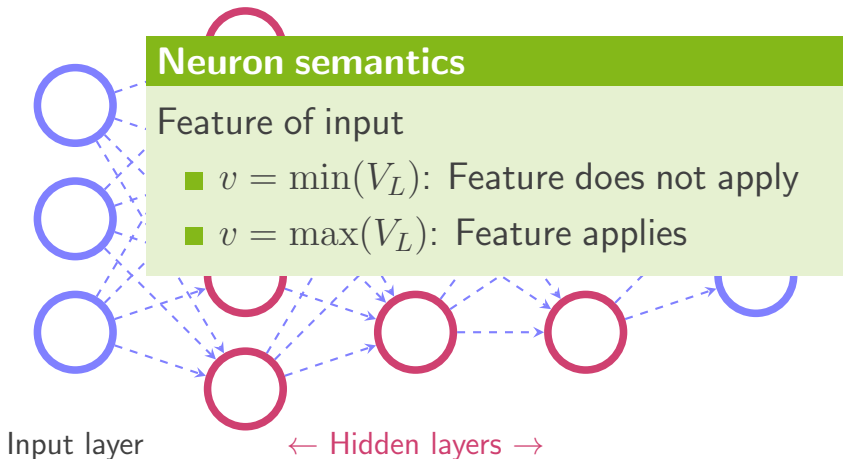 Neuron semantics
Feature of input
v = min(V_L): Feature does not apply
v = max(V_L): Feature applies
Input layer
← Hidden layers →